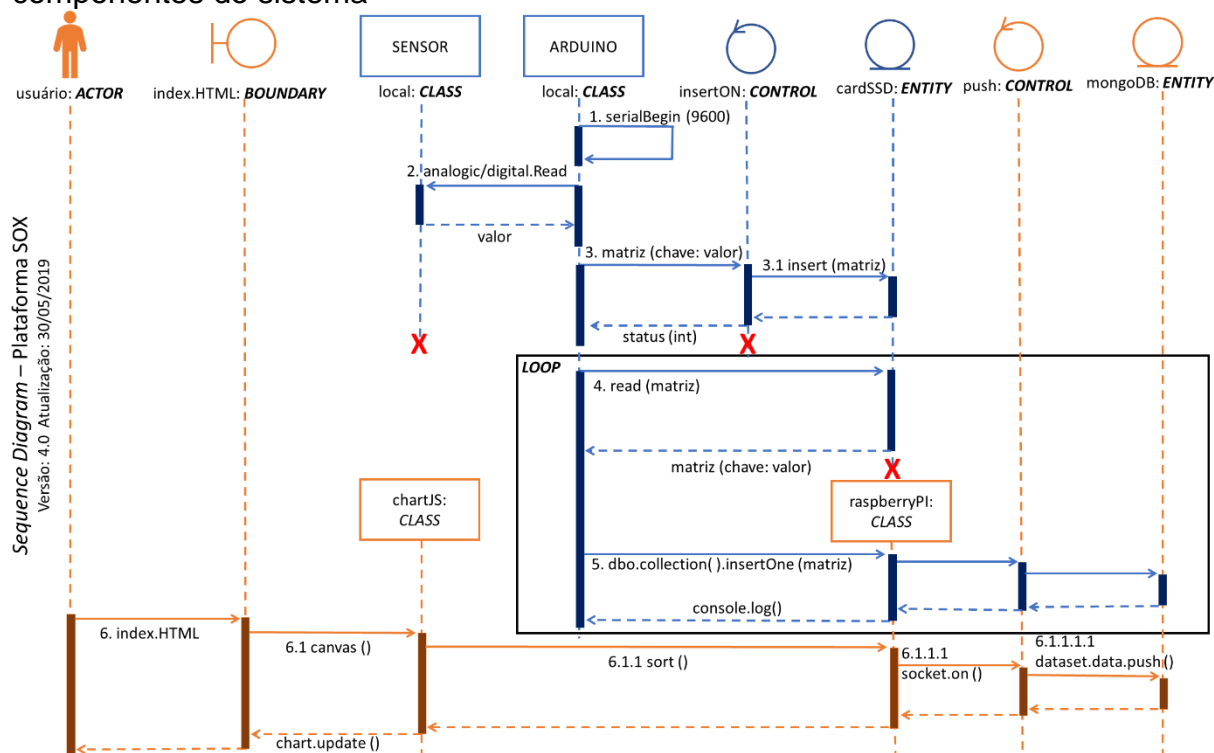 componentes do sistema
SENSOR
ARDUINO
usuário: ACTOR
index.HTML: BOUNDARY
local: CLASS
local: CLASS
insertON: CONTROL
cardSSD: ENTITY
push: CONTROL
mongoDB: ENTITY
1. serialBegin (9600)
2. analogic/digital.Read
valor
3. matriz (chave: valor)
3.1 insert (matriz)
status (int)
X
X
LOOP
4. read (matriz)
matriz (chave: valor)
X
chartJS:
CLASS
raspberryPI:
CLASS
5. dbo.collection( ).insertOne (matriz)
console.log()
6. index.HTML
6.1 canvas ()
6.1.1 sort ()
6.1.1.1
socket.on ()
6.1.1.1.1
dataset.data.push()
chart.update ()
Sequence Diagram – Plataforma SOX
Versão: 4.0 Atualização: 30/05/2019